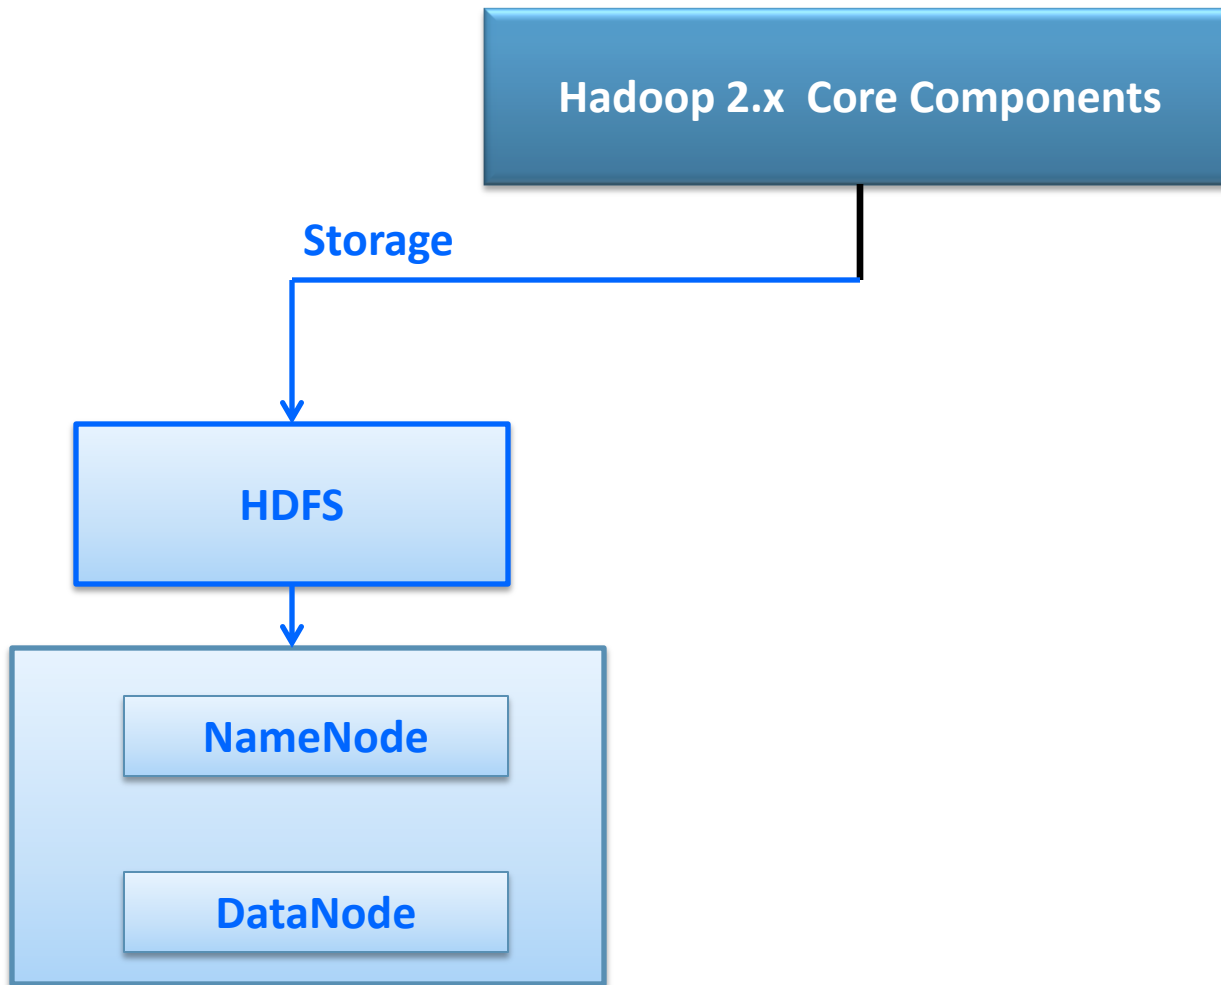 Hadoop 2.x  Core Components
Storage
HDFS
NameNode
DataNode